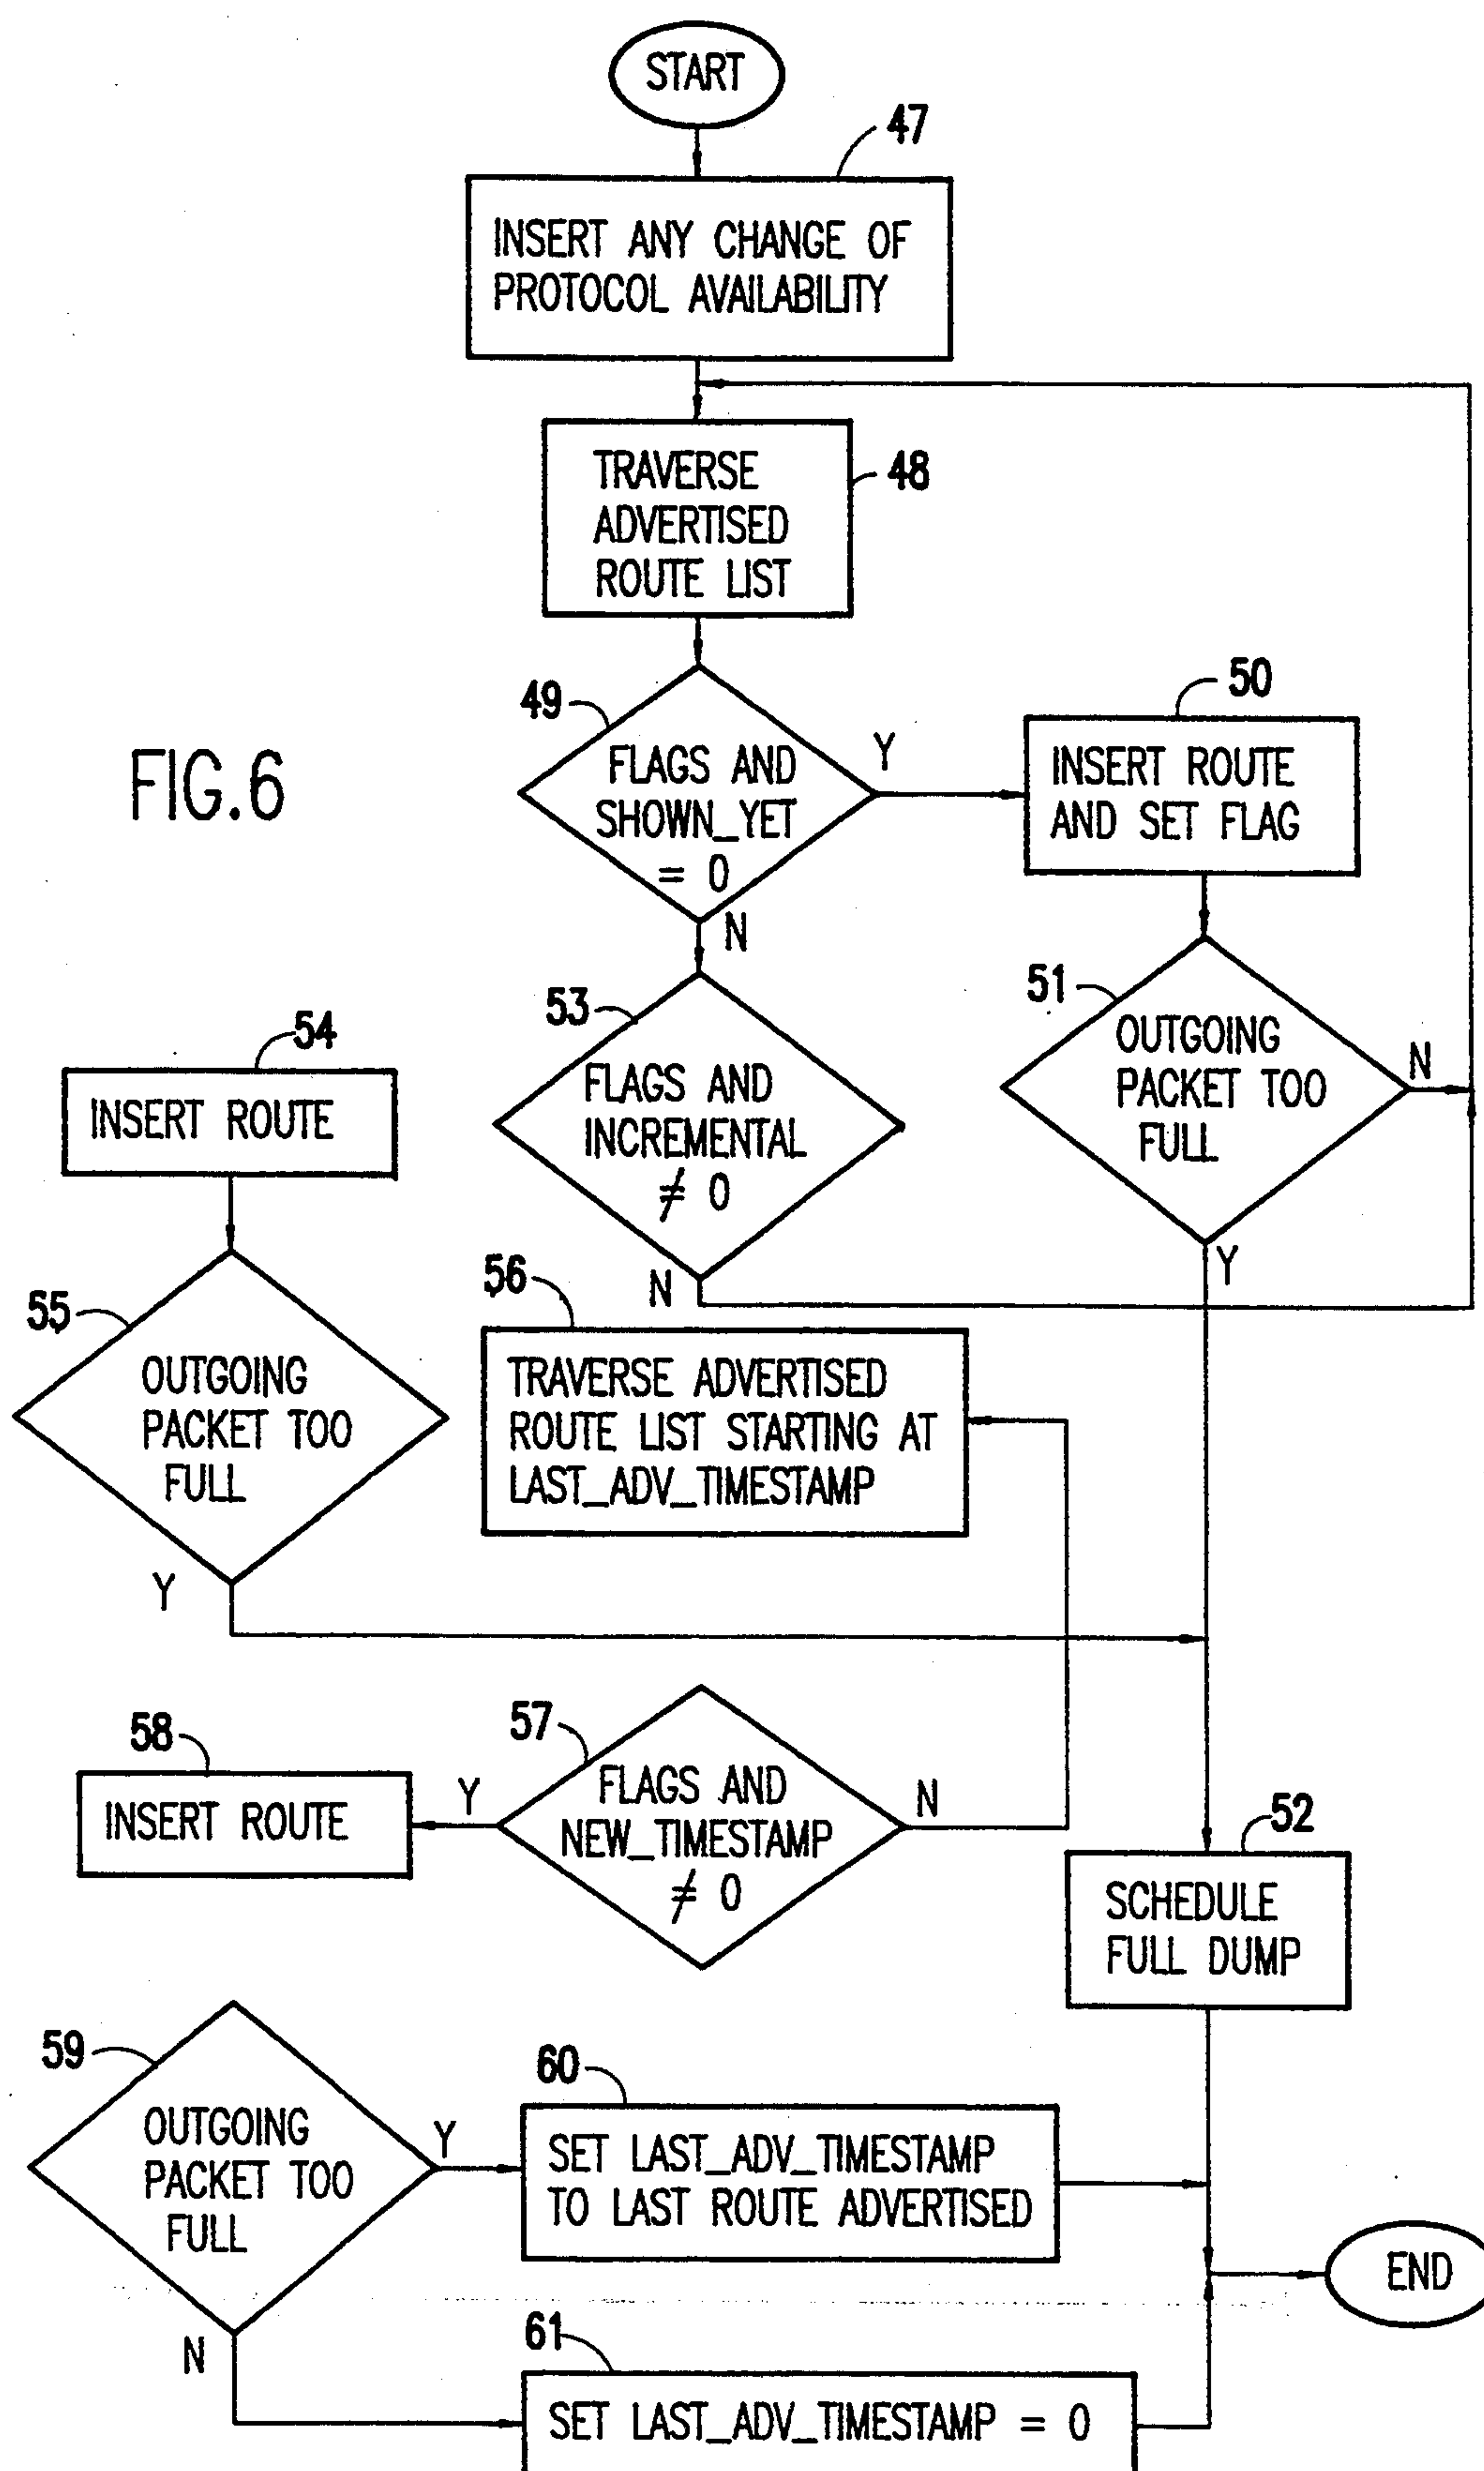 START
47
INSERT ANY CHANGE OF
PROTOCOL AVAILABILITY
TRAVERSE
ADVERTISED
ROUTE LIST
48
FIG.6
49
FLAGS AND
SHOWN_YET
= 0
Y
N
50
INSERT ROUTE
AND SET FLAG
51
OUTGOING
PACKET TOO
FULL
N
Y
53
FLAGS AND
INCREMENTAL
≠ 0
N
54
INSERT ROUTE
55
OUTGOING
PACKET TOO
FULL
Y
56
TRAVERSE ADVERTISED
ROUTE LIST STARTING AT
LAST_ADV_TIMESTAMP
57
FLAGS AND
NEW_TIMESTAMP
≠ 0
Y
N
58
INSERT ROUTE
52
SCHEDULE
FULL DUMP
59
OUTGOING
PACKET TOO
FULL
Y
N
60
SET LAST_ADV_TIMESTAMP
TO LAST ROUTE ADVERTISED
END
61
SET LAST_ADV_TIMESTAMP = 0